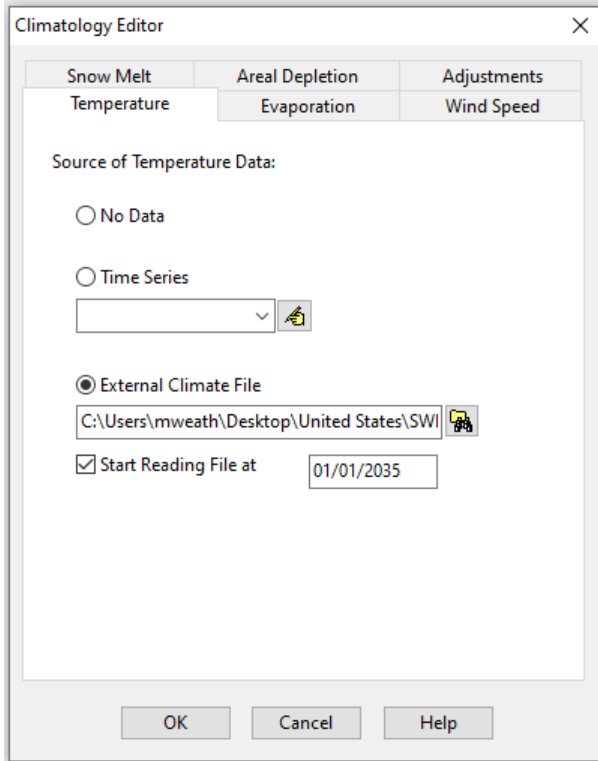 Climatology Editor
Snow Melt Areal Depletion Adjustments
Temperature Evaporation Wind Speed
Source of Temperature Data:
No Data
Time Series
External Climate File
C:\Users\mweath\Desktop\United States\SWI
Start Reading File at 01/01/2035
OK Cancel Help